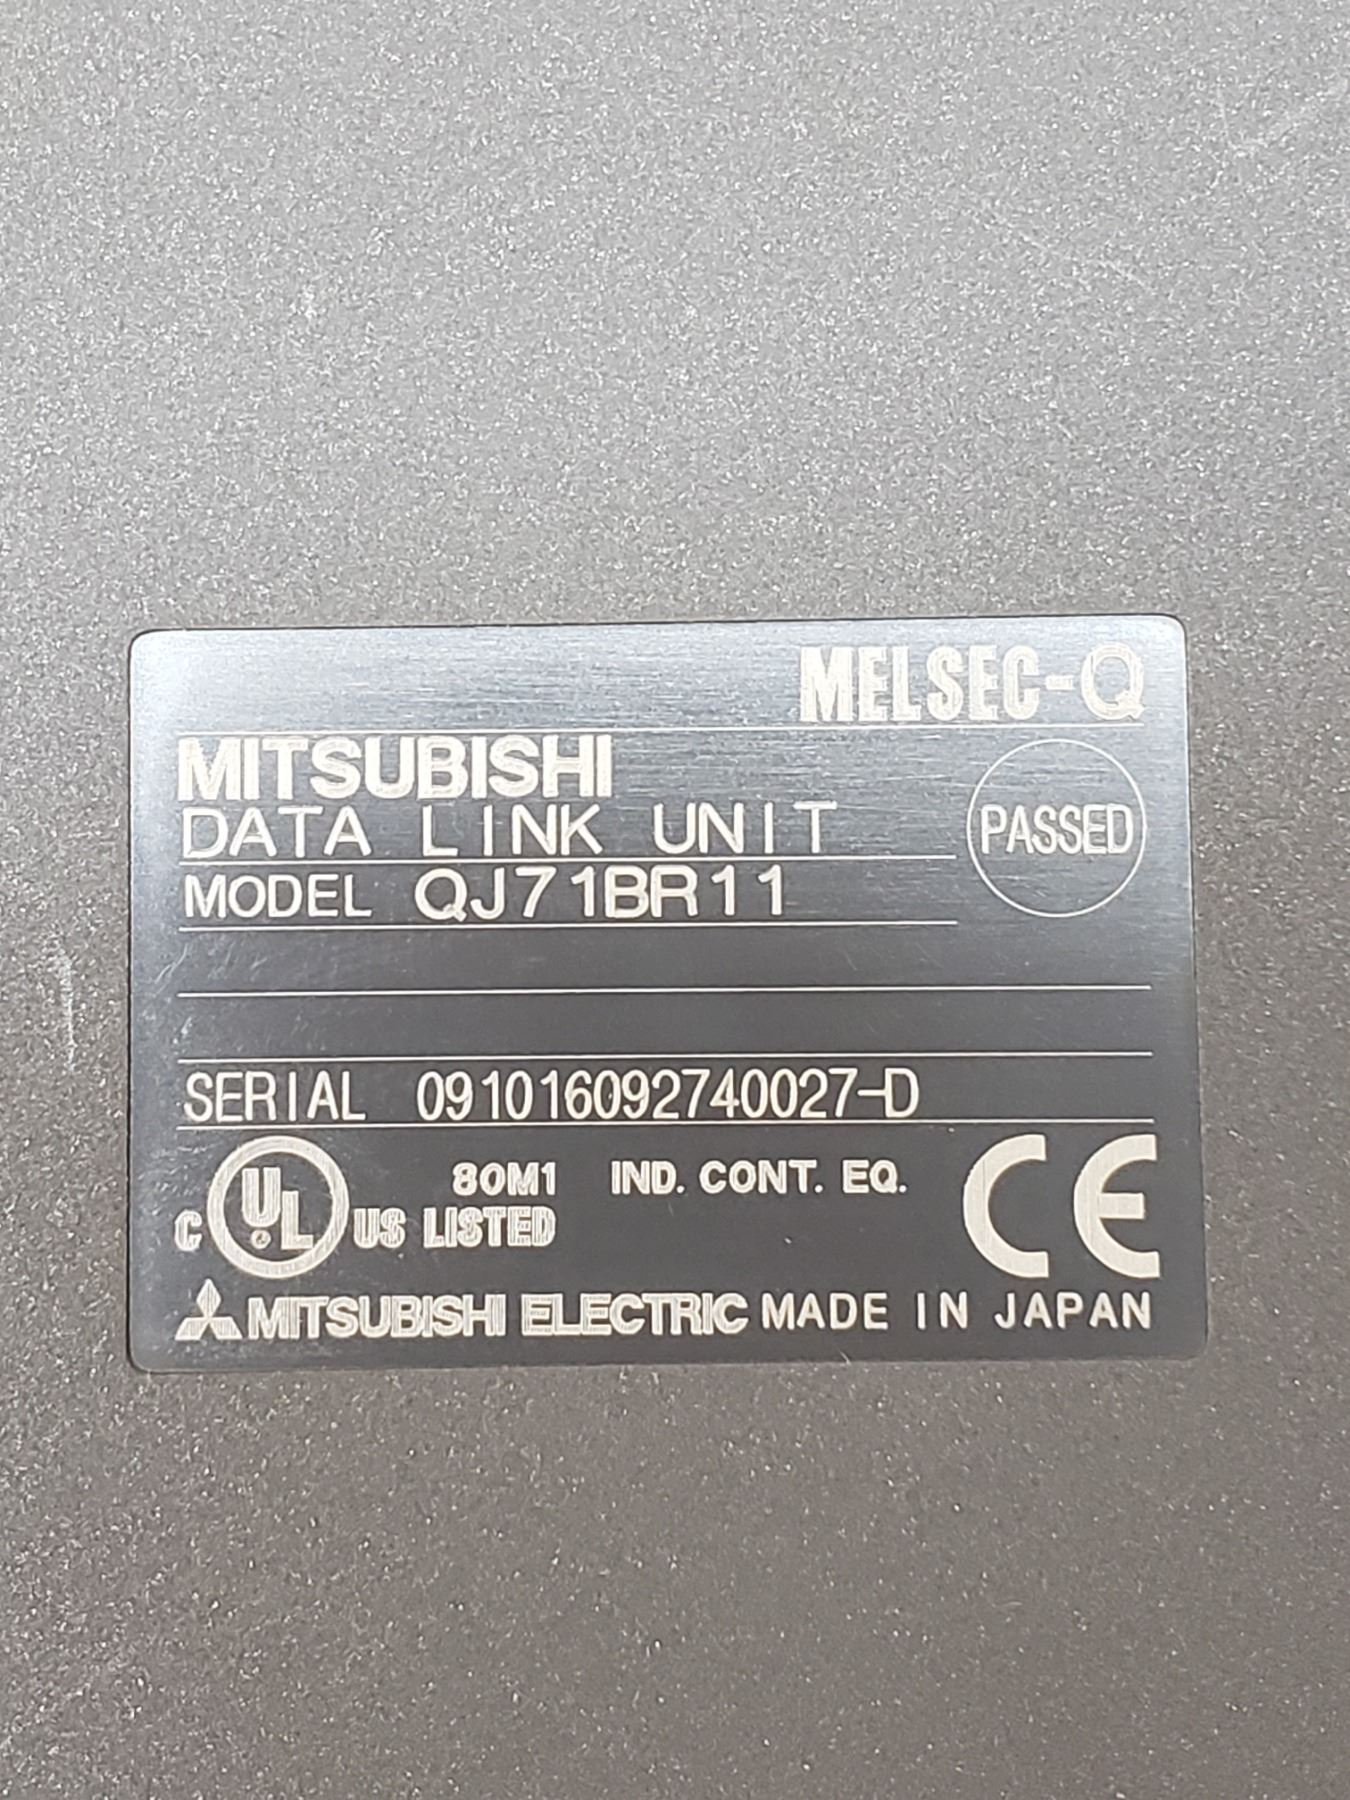 MELSEC-Q
MITSUBISHI
DATA LINK UNIT
PASSED
MODEL QJ71BR11
SERIAL 091016092740027-D
C UL US LISTED
80M1 IND. CONT. EQ.
CE
MITSUBISHI ELECTRIC MADE IN JAPAN